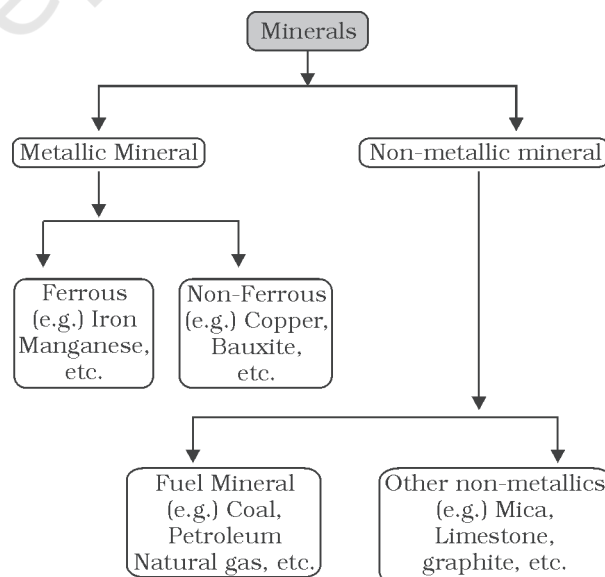 Minerals
Metallic Mineral
Non-metallic mineral
Ferrous
(e.g.) Iron
Manganese,
etc.
Non-Ferrous
(e.g.) Copper,
Bauxite,
etc.
Fuel Mineral
(e.g.) Coal,
Petroleum
Natural gas, etc.
Other non-metallics
(e.g.) Mica,
Limestone,
graphite, etc.